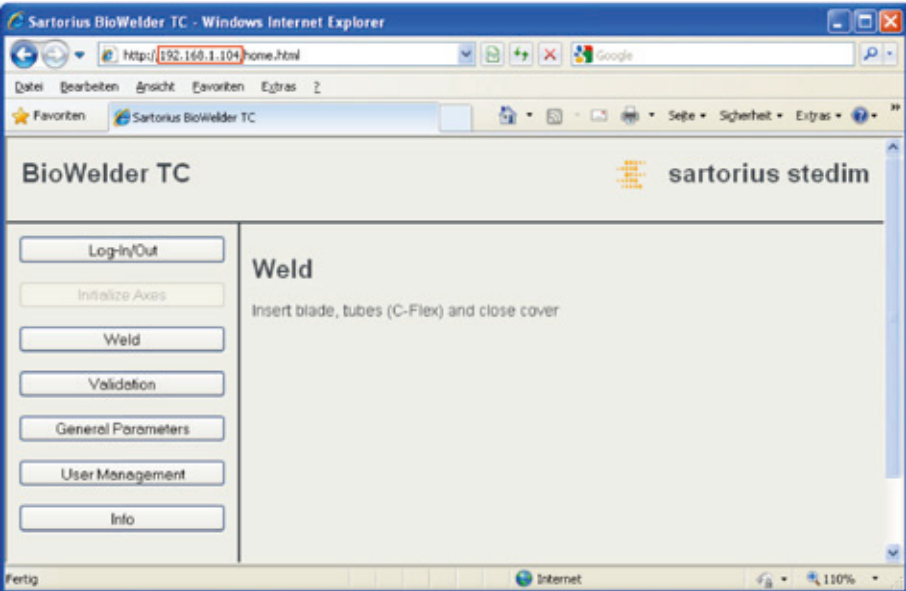 Sartorius BioWelder TC - Windows Internet Explorer
http://192.168.1.104/home.html
Google
Datei Bearbeiten Ansicht Favoriten Extras ?
Favoriten Sartorius BioWelder TC Seite Sicherheit Extras
BioWelder TC sartorius stedim
Log-In/Out
Weld
Initialize Axes
Insert blade, tubes (C-Flex) and close cover
Weld
Validation
General Parameters
User Management
Info
Fertig Internet 110%